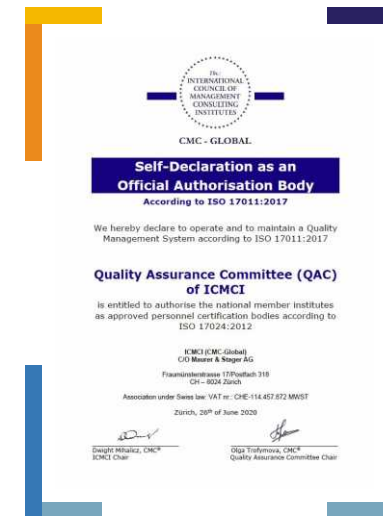 The
INTERNATIONAL
COUNCIL OF
MANAGEMENT
CONSULTING
INSTITUTES
CMC - GLOBAL
Self-Declaration as an
Official Authorisation Body
According to ISO 17011:2017
We hereby declare to operate and to maintain a Quality
Management System according to ISO 17011:2017
Quality Assurance Committee (QAC)
of ICMCI
is entitled to authorise the national member institutes
as approved personnel certification bodies according to
ISO 17024:2012
ICMCI (CMC-Global)
C/O Maurer & Stager AG
Fraumünsterstrasse 17/Postfach 318
CH – 8024 Zürich
Association under Swiss law: VAT nr.: CHE-114.457.872 MWST
Zürich, 26th of June 2020
Dwight Mihalicz, CMC®
ICMCI Chair
Olga Trofymova, CMC®
Quality Assurance Committee Chair